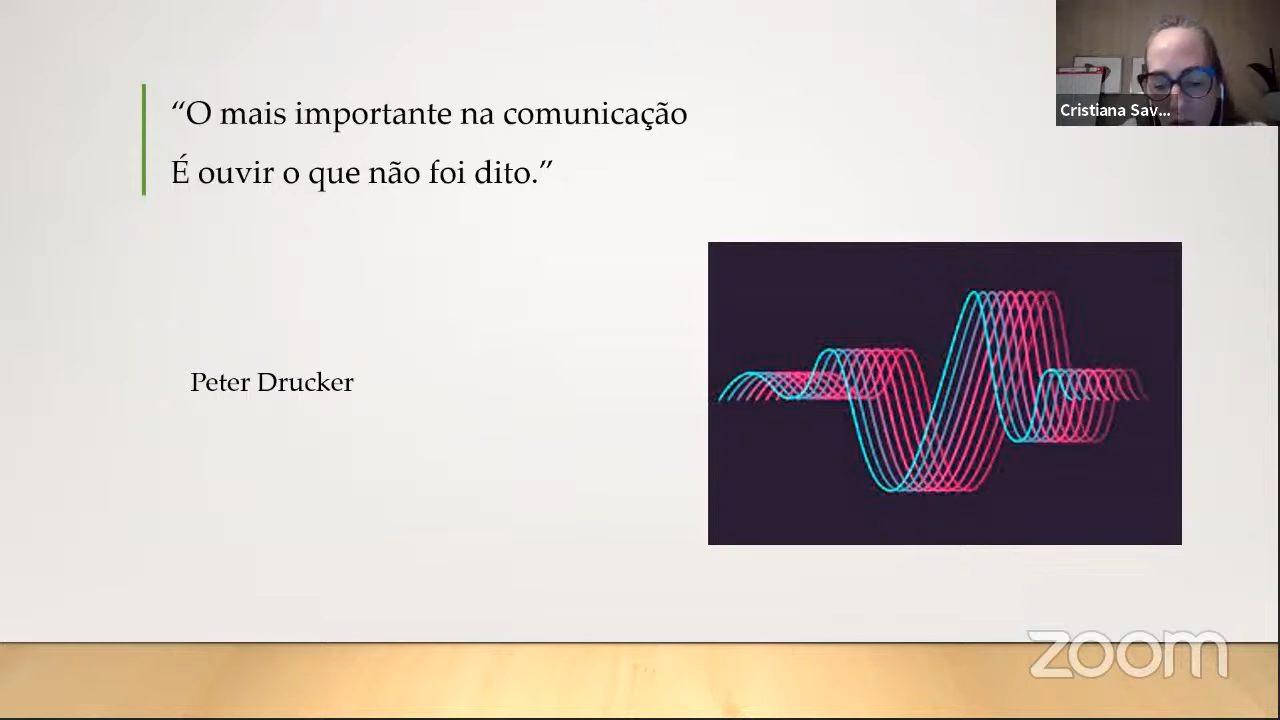 “O mais importante na comunicação
É ouvir o que não foi dito.”
Peter Drucker
Cristiana Sav...
zoom